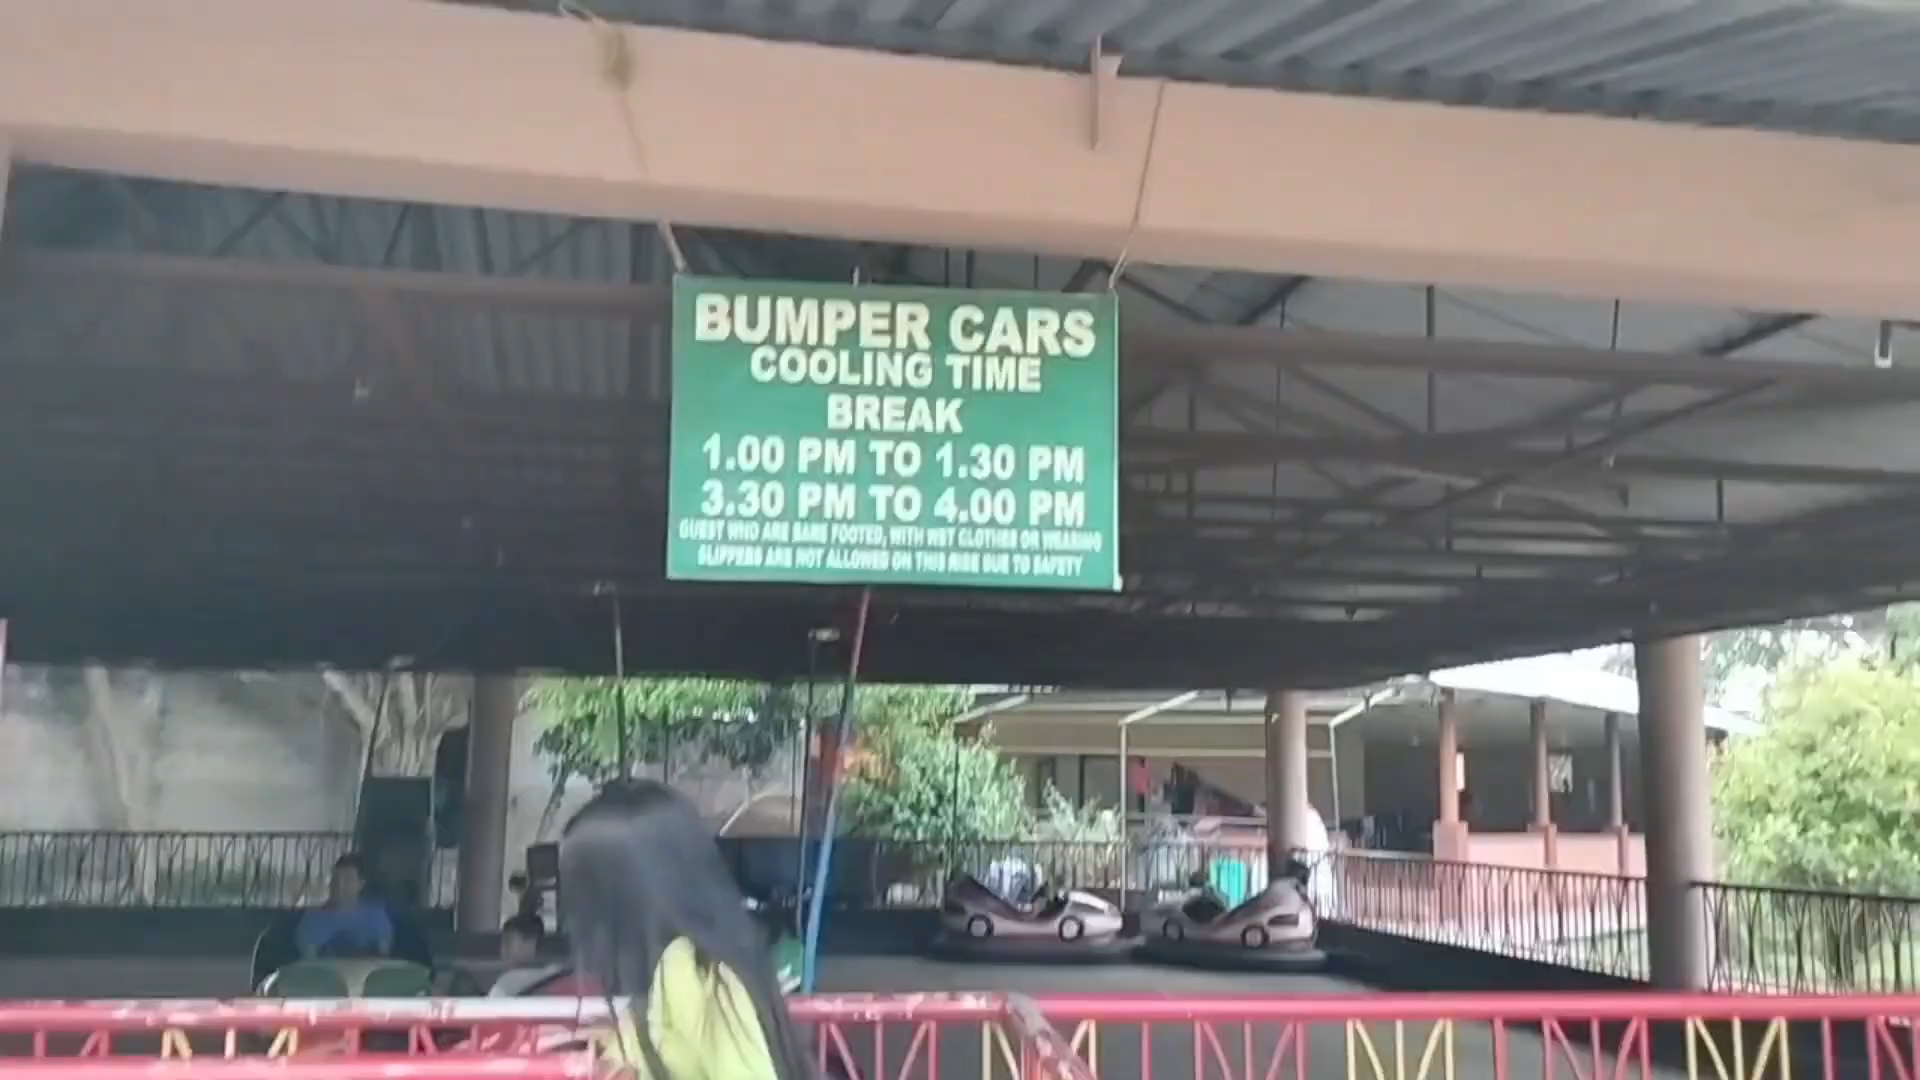 BUMPER CARS
COOLING TIME
BREAK
1.00 PM TO 1.30 PM
3.30 PM TO 4.00 PM
GUEST WHO ARE BARE FOOTED, WITH WET CLOTHES OR WEARING
SLIPPERS ARE NOT ALLOWED ON THIS RIDE DUE TO SAFETY